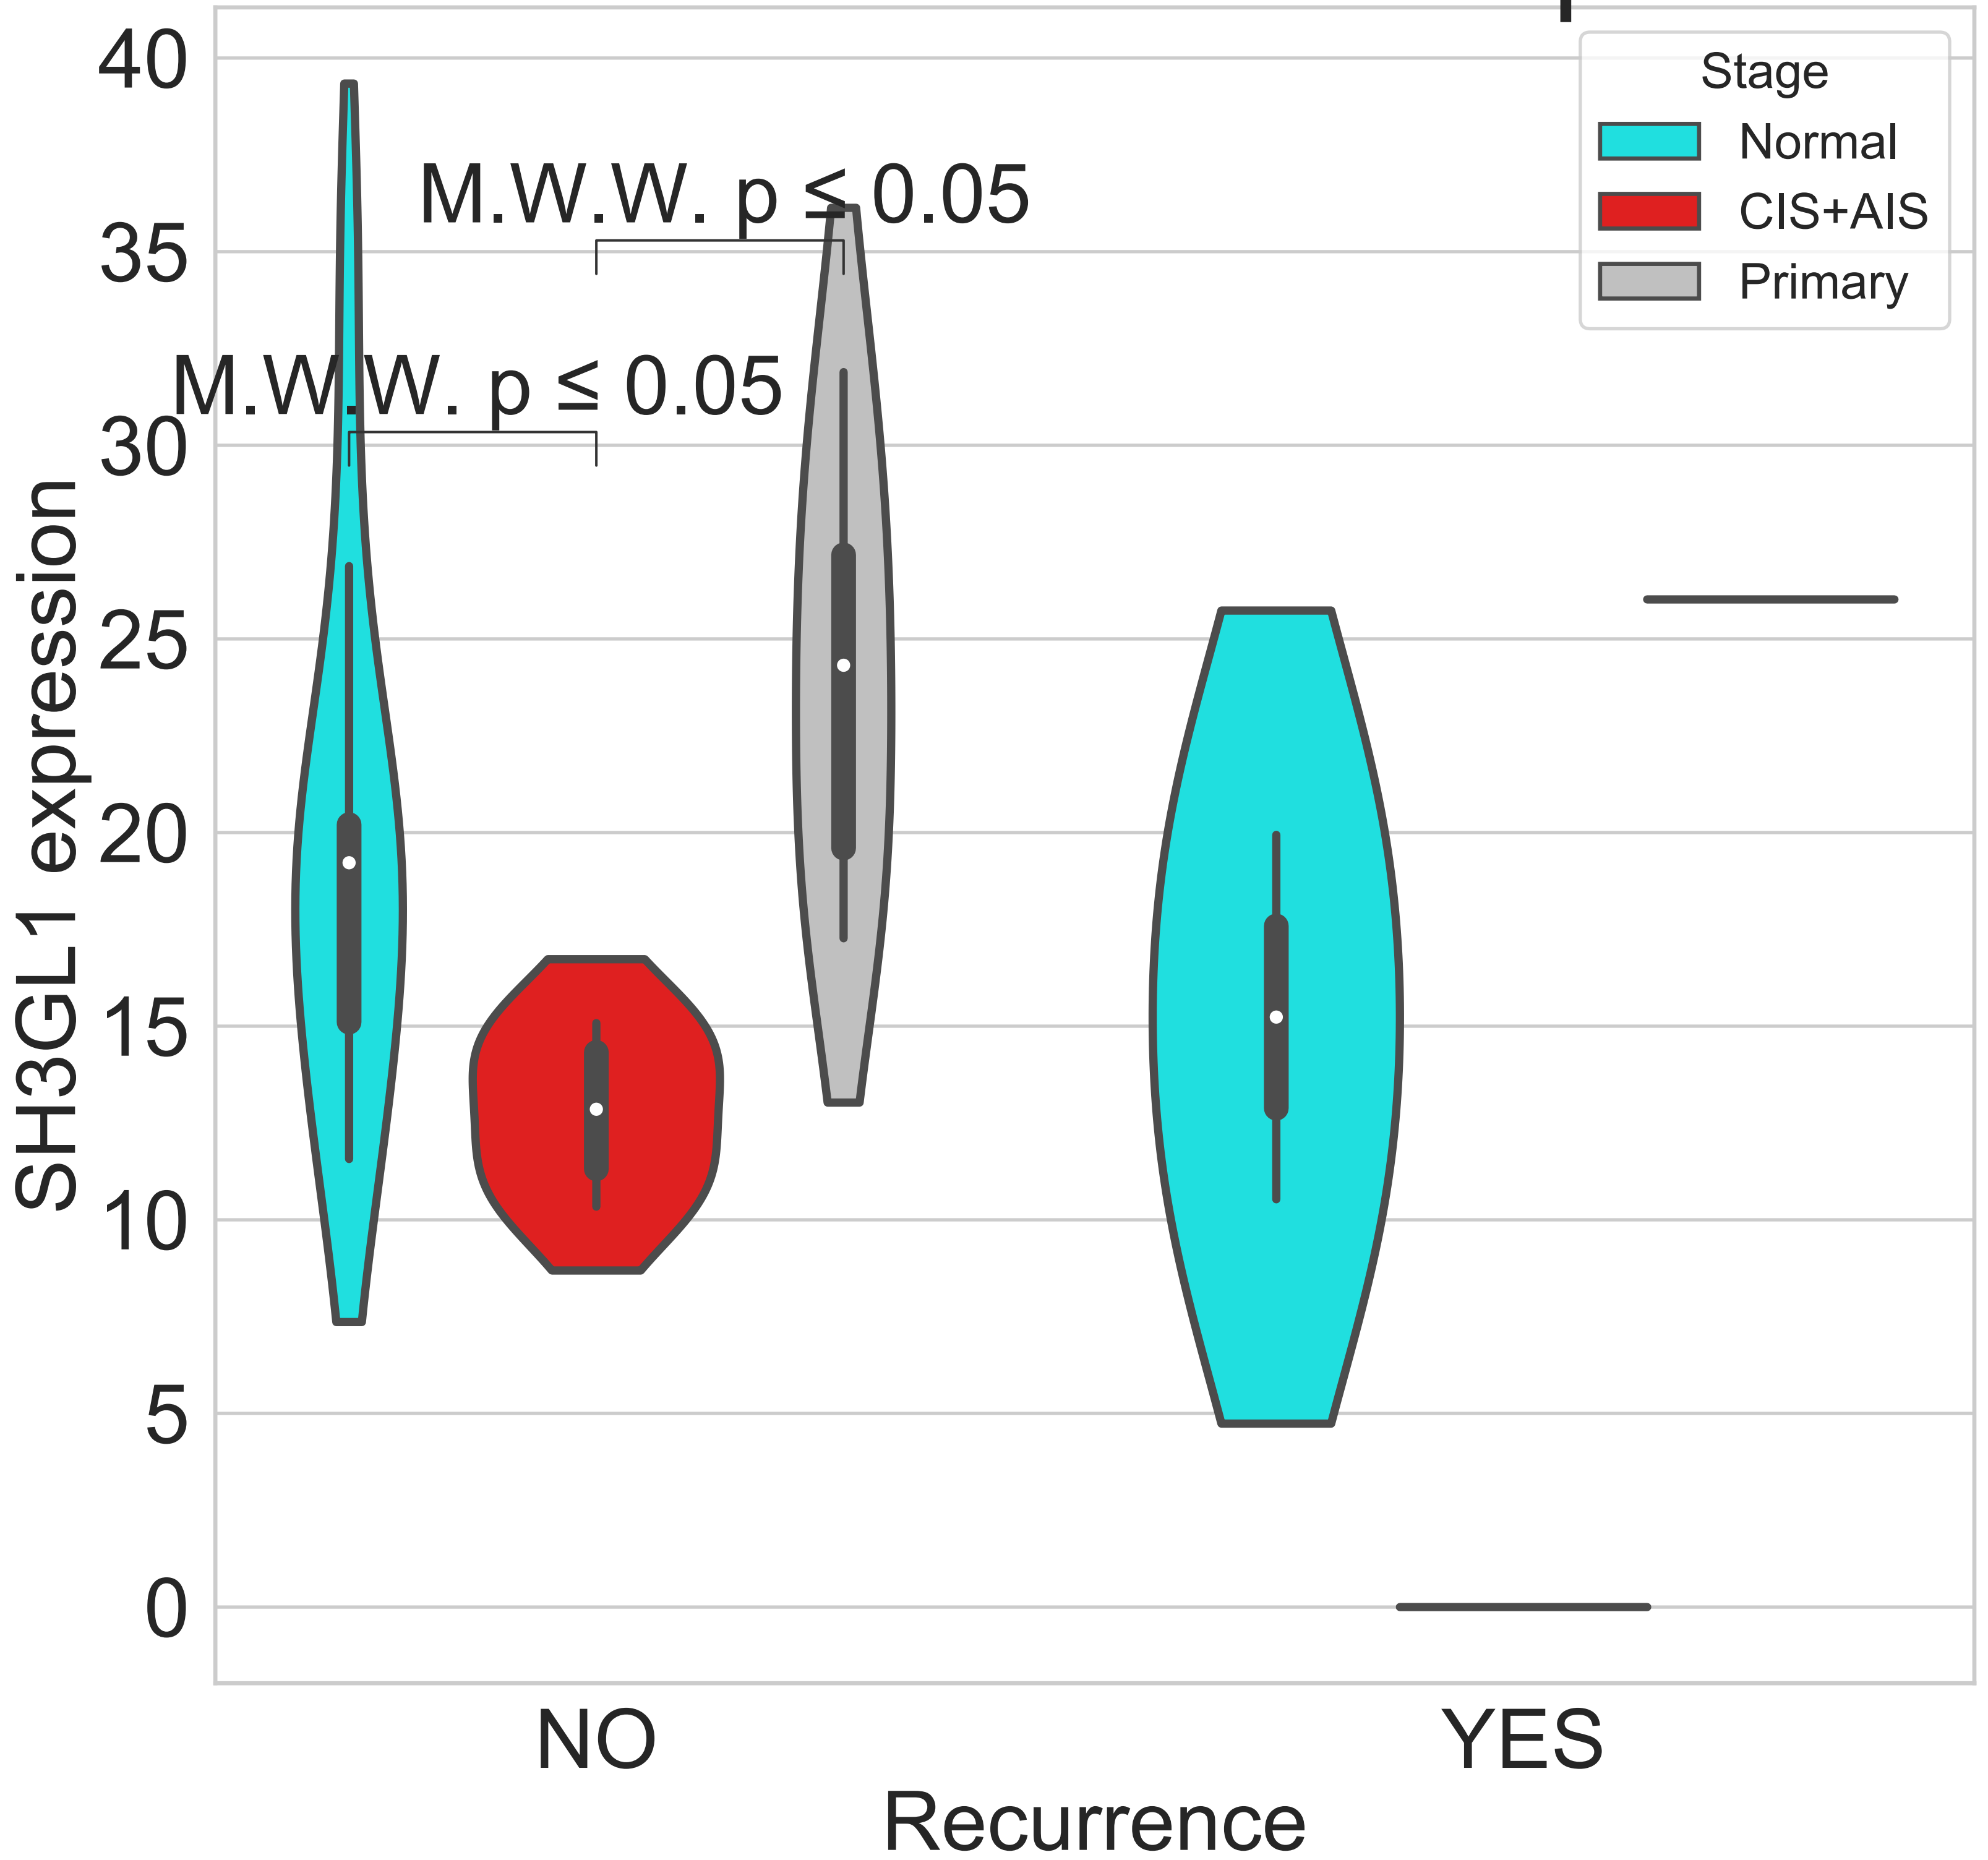 40
35
30
25
20
15
10
5
0
SH3GL1 expression
M.W.W. p ≤ 0.05
M.W.W. p ≤ 0.05
Stage
Normal
CIS+AIS
Primary
NO
YES
Recurrence